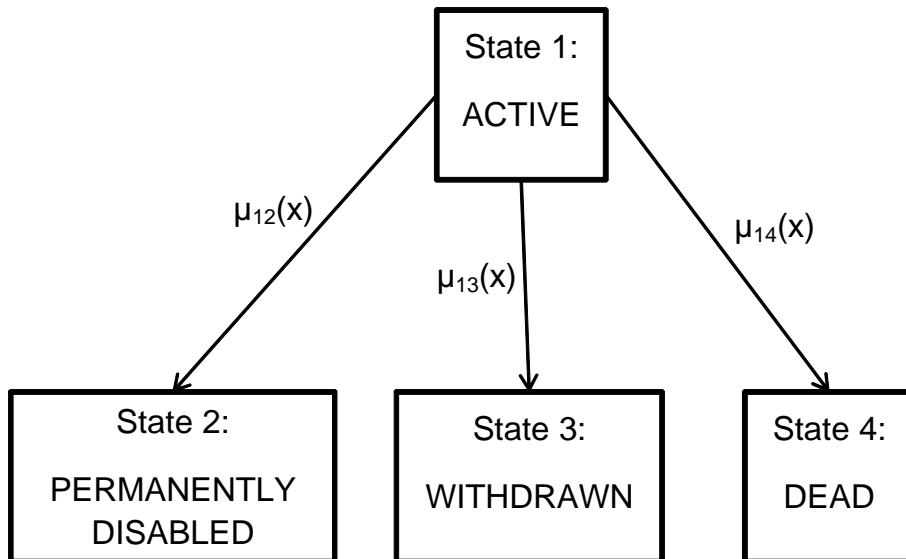 State 1:
ACTIVE
μ₁₂(x)
μ₁₃(x)
μ₁₄(x)
State 2:
PERMANENTLY
DISABLED
State 3:
WITHDRAWN
State 4:
DEAD